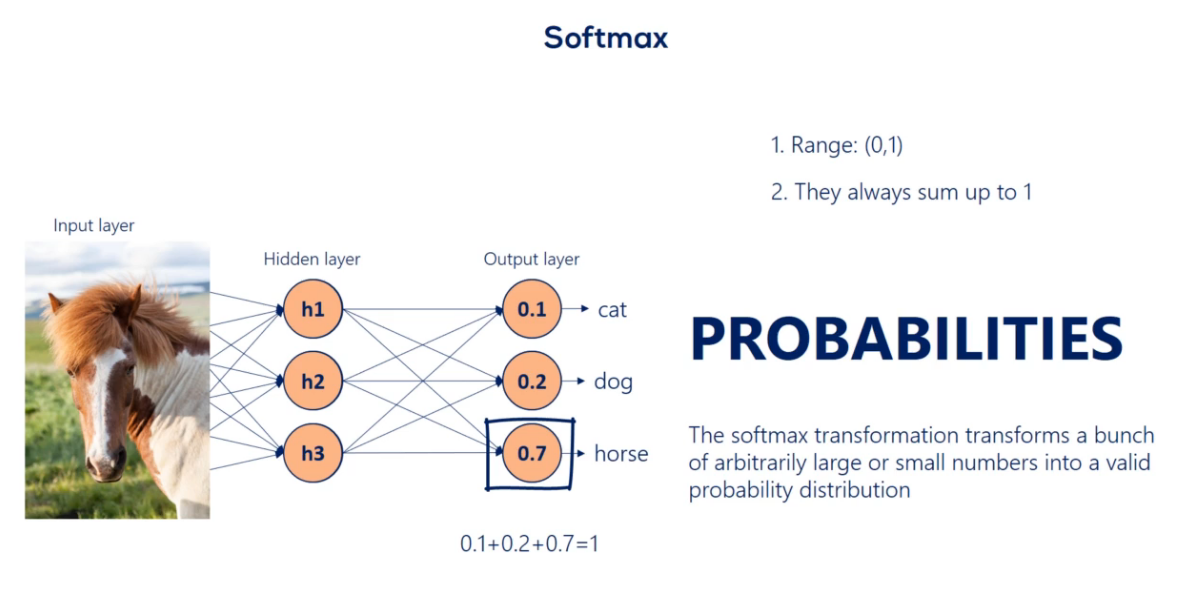 Softmax
1. Range: (0,1)
2. They always sum up to 1
Input layer
Hidden layer
Output layer
h1
0.1
cat
h2
0.2
dog
h3
0.7
horse
0.1+0.2+0.7=1
PROBABILITIES
The softmax transformation transforms a bunch
of arbitrarily large or small numbers into a valid
probability distribution